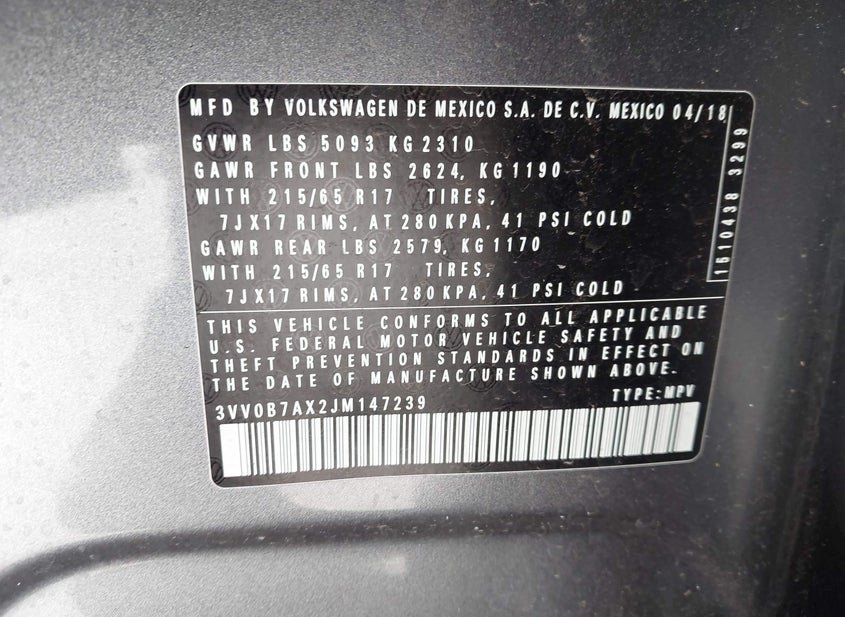 MFD BY VOLKSWAGEN DE MEXICO S.A. DE C.V. MEXICO 04/18
GVWR LBS 5093 KG 2310
GAWR FRONT LBS 2624, KG 1190
WITH 215/65 R17 TIRES,
7JX17 RIMS, AT 280 KPA, 41 PSI COLD
GAWR REAR LBS 2579, KG 1170
WITH 215/65 R17 TIRES,
7JX17 RIMS, AT 280 KPA, 41 PSI COLD
1510438 3299
THIS VEHICLE CONFORMS TO ALL APPLICABLE
U.S. FEDERAL MOTOR VEHICLE SAFETY AND
THEFT PREVENTION STANDARDS IN EFFECT ON
THE DATE OF MANUFACTURE SHOWN ABOVE.
3VV0B7AX2JM147239 TYPE:MPV